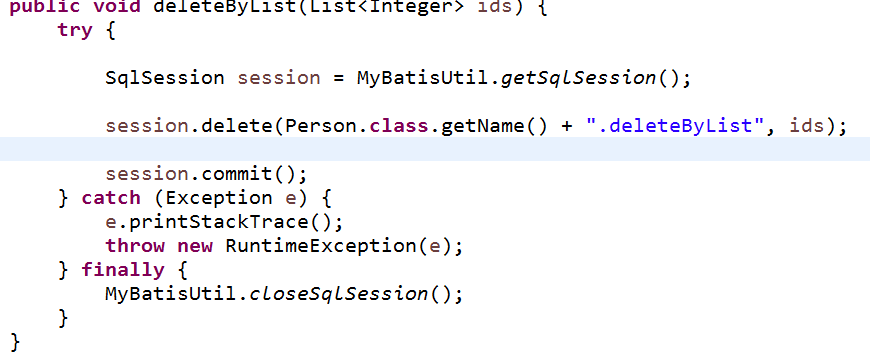 public void deleteByList(List<Integer> ids) {
try {
SqlSession session = MyBatisUtil.getSqlSession();
session.delete(Person.class.getName() + ".deleteByList", ids);
session.commit();
} catch (Exception e) {
e.printStackTrace();
throw new RuntimeException(e);
} finally {
MyBatisUtil.closeSqlSession();
}
}